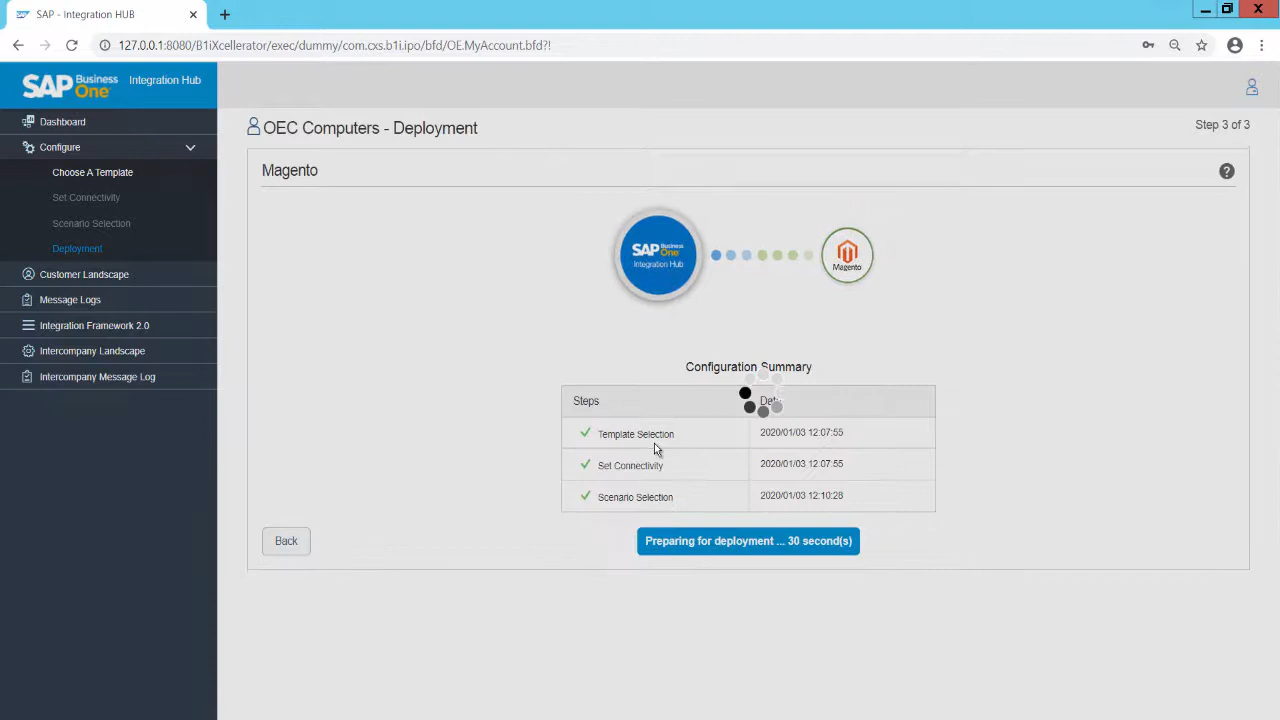 SAP - Integration HUB
127.0.0.1:8080/B1iXcellerator/exec/dummy/com.cxs.b1i.ipo/bfd/OE.MyAccount.bfd?!
SAP Business One Integration Hub
Dashboard
Configure
Choose A Template
Set Connectivity
Scenario Selection
Deployment
Customer Landscape
Message Logs
Integration Framework 2.0
Intercompany Landscape
Intercompany Message Log
OEC Computers - Deployment
Step 3 of 3
Magento
SAP Business One
Integration Hub
Magento
Configuration Summary
Steps
Template Selection 2020/01/03 12:07:55
Set Connectivity 2020/01/03 12:07:55
Scenario Selection 2020/01/03 12:10:28
Back
Preparing for deployment ... 30 second(s)